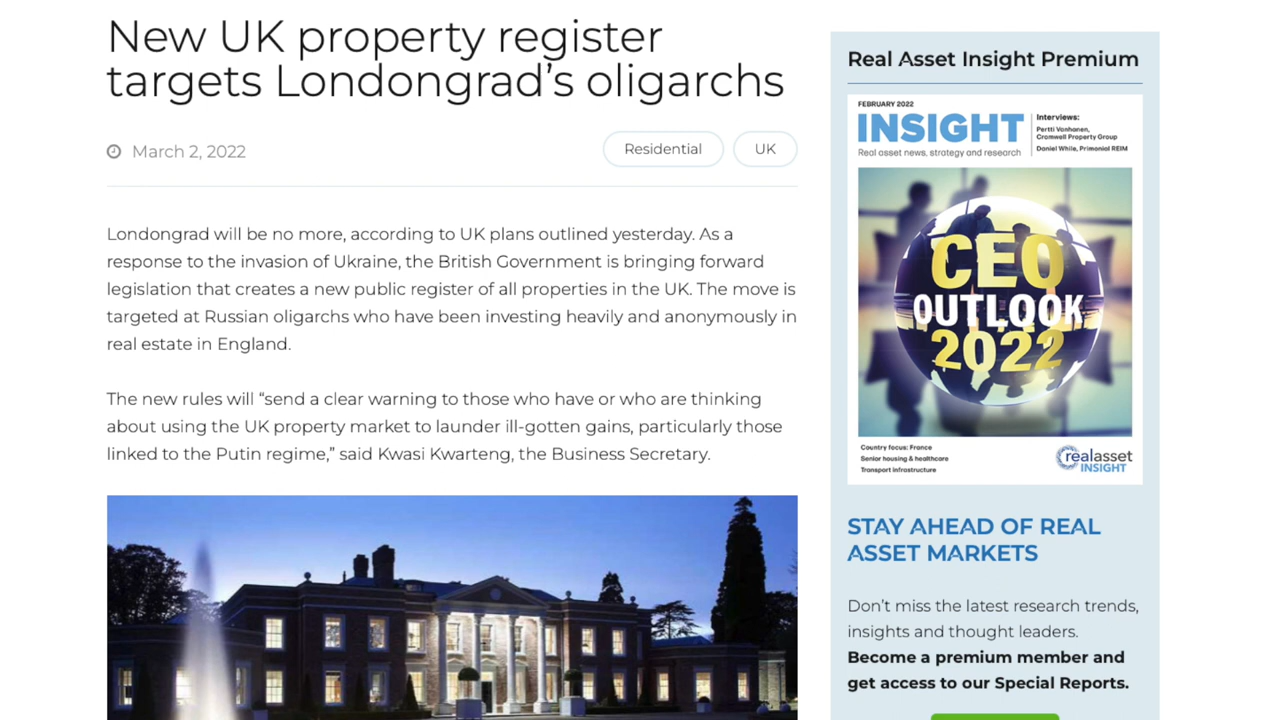 New UK property register
targets Londongrad’s oligarchs
March 2, 2022
Residential
UK
Londongrad will be no more, according to UK plans outlined yesterday. As a
response to the invasion of Ukraine, the British Government is bringing forward
legislation that creates a new public register of all properties in the UK. The move is
targeted at Russian oligarchs who have been investing heavily and anonymously in
real estate in England.
The new rules will “send a clear warning to those who have or who are thinking
about using the UK property market to launder ill-gotten gains, particularly those
linked to the Putin regime,” said Kwasi Kwarteng, the Business Secretary.
Real Asset Insight Premium
FEBRUARY 2022
INSIGHT
Real asset news, strategy and research
Interviews:
Pertti Vanhanen,
Cromwell Property Group
Daniel While, Primonial REIM
CEO
OUTLOOK
2022
Country focus: France
Senior housing & healthcare
Transport infrastructure
realasset
INSIGHT
STAY AHEAD OF REAL
ASSET MARKETS
Don’t miss the latest research trends,
insights and thought leaders.
Become a premium member and
get access to our Special Reports.